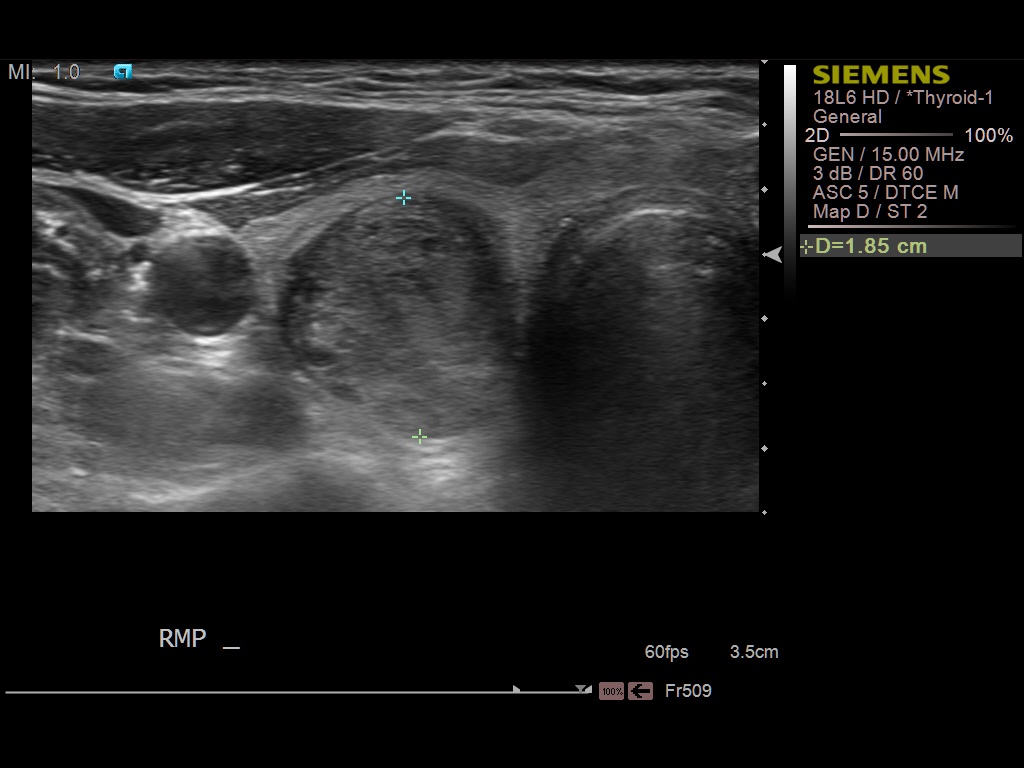 MI: 1.0
SIEMENS
18L6 HD / *Thyroid-1
General
2D 100%
GEN / 15.00 MHz
3 dB / DR 60
ASC 5 / DTCE M
Map D / ST 2
D=1.85 cm
RMP _
60fps 3.5cm
100% Fr509